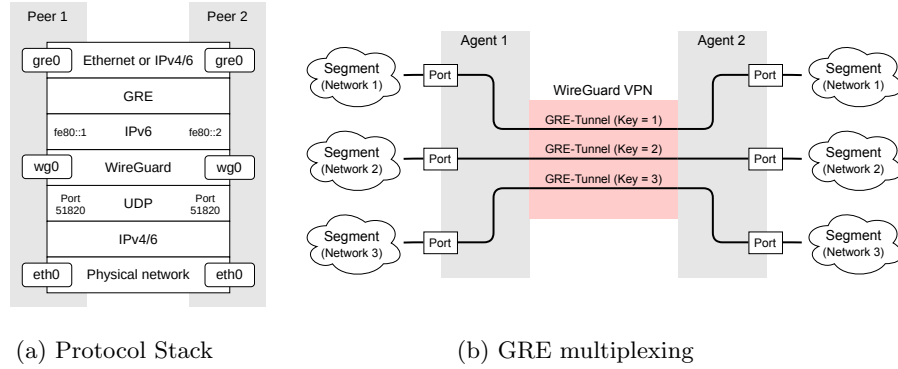 Peer 1
Peer 2
gre0
Ethernet or IPv4/6
gre0
GRE
fe80::1
IPv6
fe80::2
wg0
WireGuard
wg0
Port
51820
UDP
Port
51820
IPv4/6
eth0
Physical network
eth0
(a) Protocol Stack
Agent 1
Agent 2
Segment
(Network 1)
Port
WireGuard VPN
Port
Segment
(Network 1)
GRE-Tunnel (Key = 1)
Segment
(Network 2)
Port
GRE-Tunnel (Key = 2)
Port
Segment
(Network 2)
GRE-Tunnel (Key = 3)
Segment
(Network 3)
Port
Port
Segment
(Network 3)
(b) GRE multiplexing